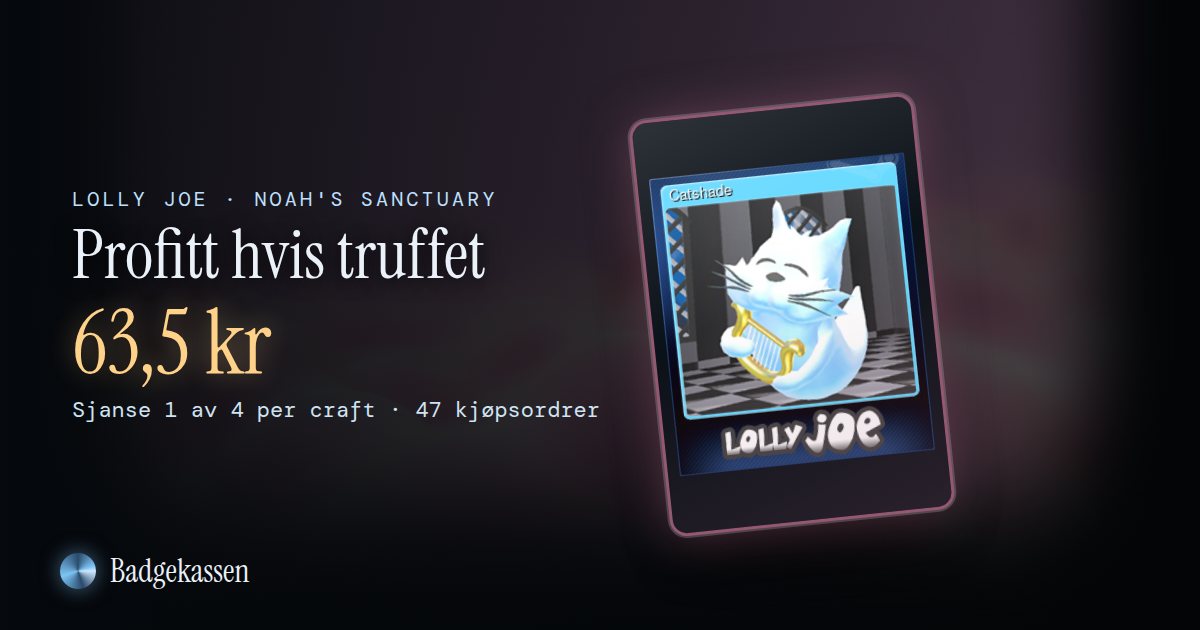 LOLLY JOE · NOAH'S SANCTUARY
Profitt hvis truffet
63,5 kr
Sjanse 1 av 4 per craft · 47 kjøpsordrer
Catshade
LOLLY JOE
Badgekassen